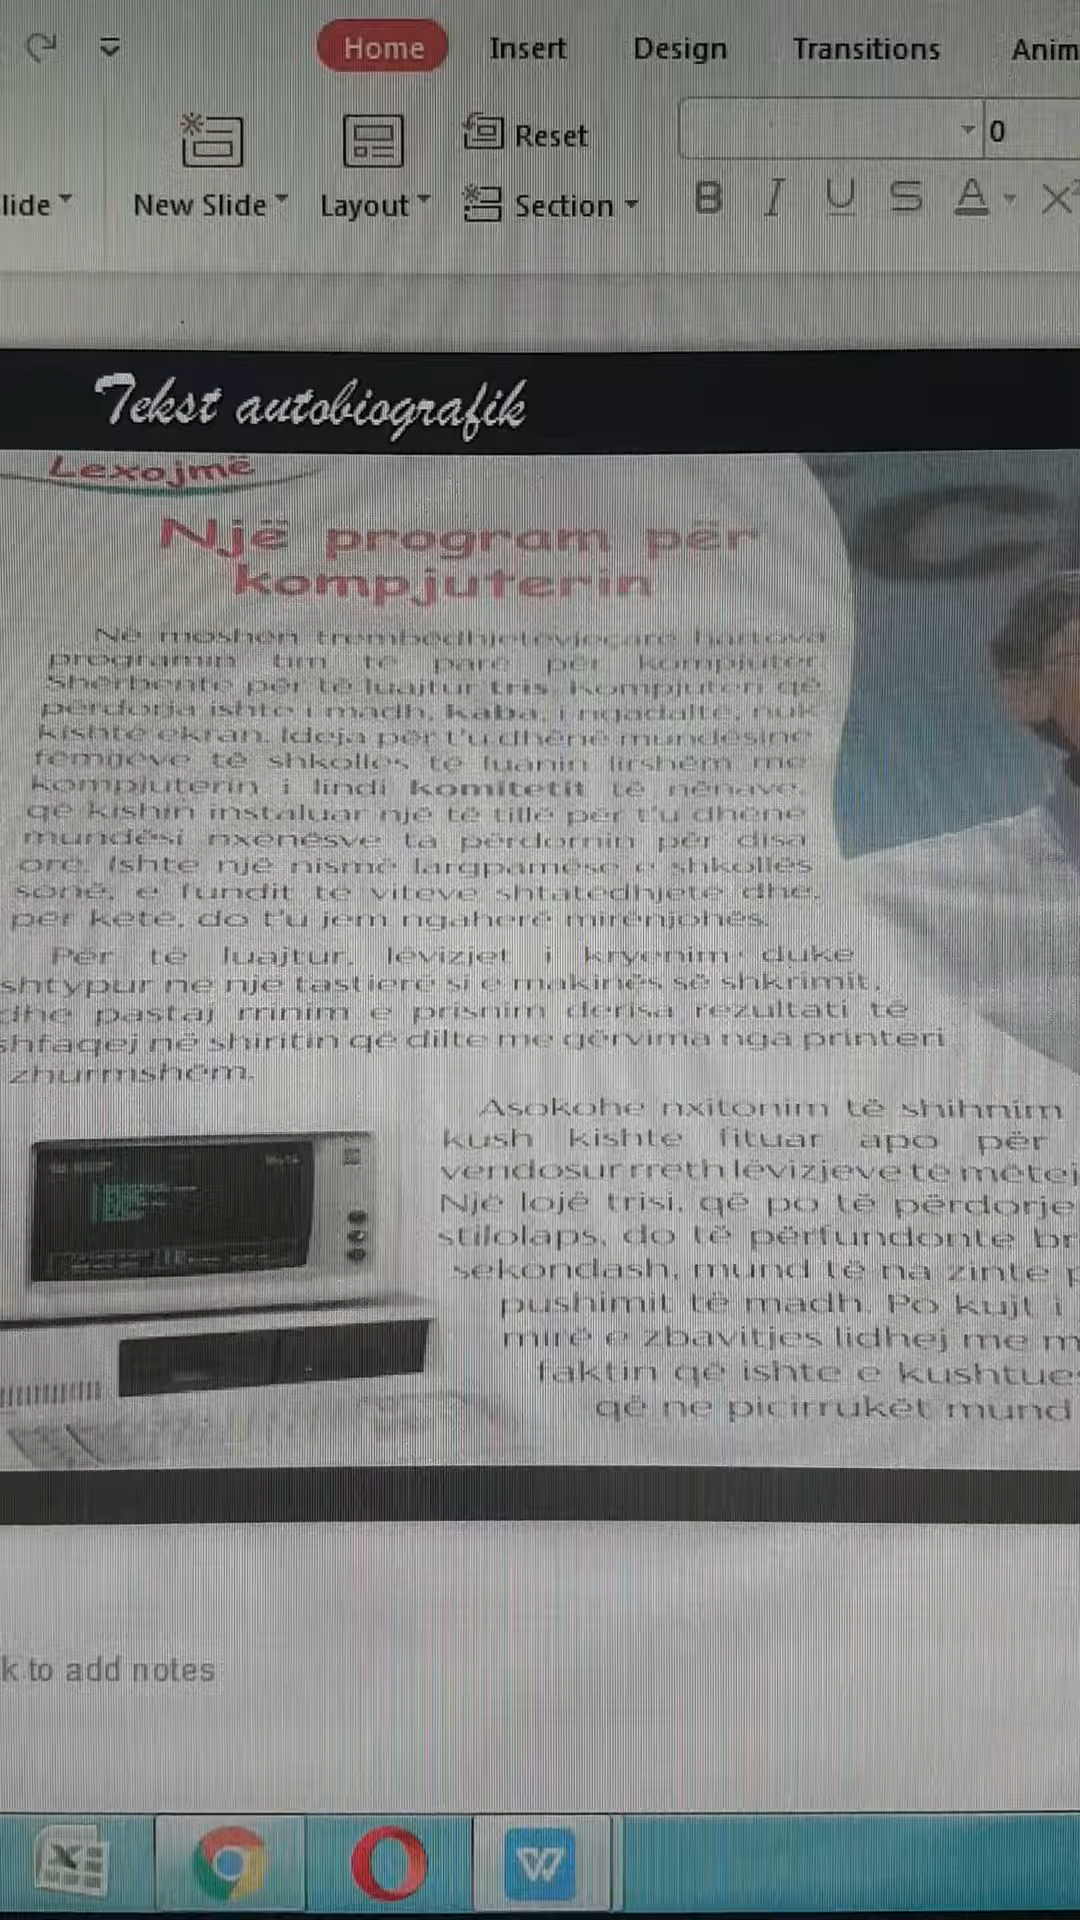 Home Insert Design Transitions Anim
Reset
0
lide New Slide Layout Section B I U S A X²
Tekst autobiografik
Lexojmë
Një program për
kompjuterin
Në moshën trembëdhjetëvjeçare hartova
programin tim të parë për kompjuter.
Shërbente për të luajtur tris. Kompjuteri që
përdorja ishte i madh, kaba, i ngadaltë, nuk
kishte ekran. Ideja për t'u dhënë mundësinë
fëmijëve të shkollës të luanin lirshëm me
kompjuterin i lindi komitetit të nënave,
që kishin instaluar një të tillë për t'u dhënë
mundësi nxënësve ta përdornin për disa
orë. Ishte një nismë largpamëse e shkollës
sonë, e fundit të viteve shtatëdhjetë dhe,
për këtë, do t'u jem ngaherë mirënjohës.
Për të luajtur, lëvizjet i kryenim duke
shtypur në një tastierë si e makinës së shkrimit,
dhe pastaj rrinim e prisnim derisa rezultati të
shfaqej në shiritin që dilte me gërvima nga printeri
zhurmshëm.
Asokohe nxitonim të shihnim
kush kishte fituar apo për
vendosur rreth lëvizjeve të mëtej
Një lojë trisi, që po të përdorje
stilolaps, do të përfundonte br
sekondash, mund të na zinte p
pushimit të madh. Po kujt i
mirë e zbavitjes lidhej me m
faktin që ishte e kushtue
që ne picirrukët mund
k to add notes